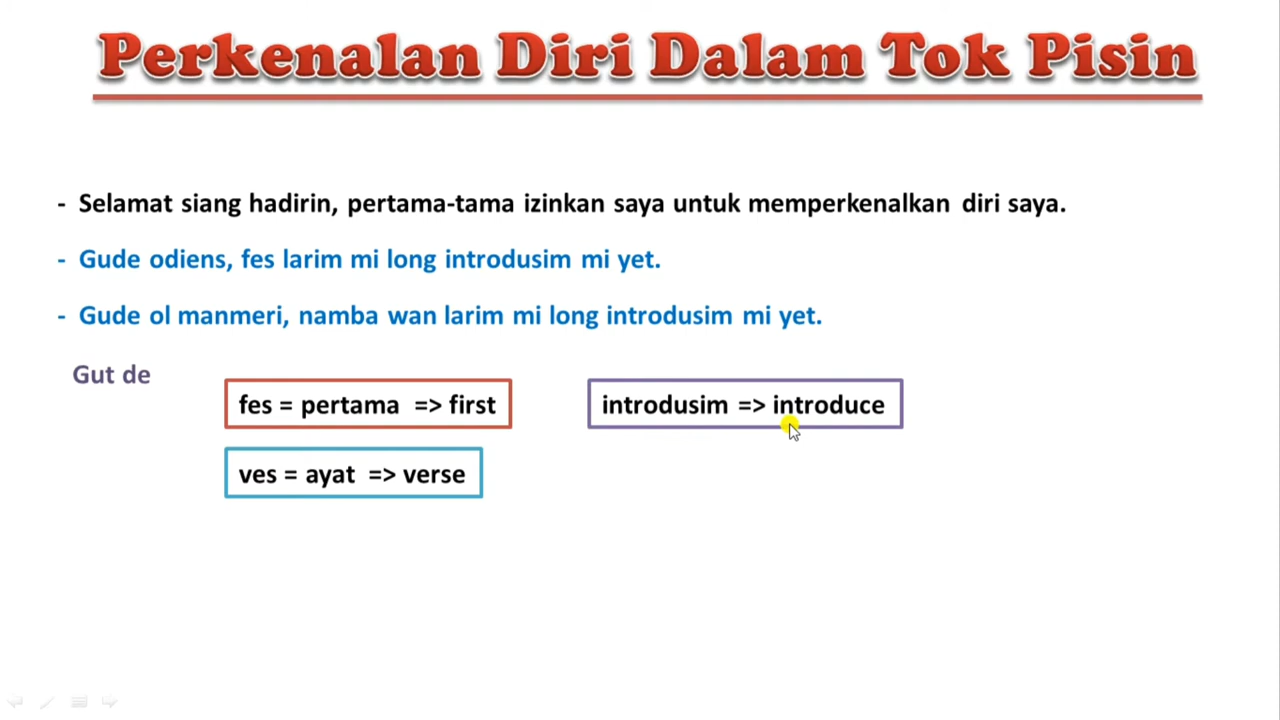 Perkenalan Diri Dalam Tok Pisin
- Selamat siang hadirin, pertama-tama izinkan saya untuk memperkenalkan diri saya.
- Gude odiens, fes larim mi long introdusim mi yet.
- Gude ol manmeri, namba wan larim mi long introdusim mi yet.
Gut de
fes = pertama => first
introdusim => introduce
ves = ayat => verse